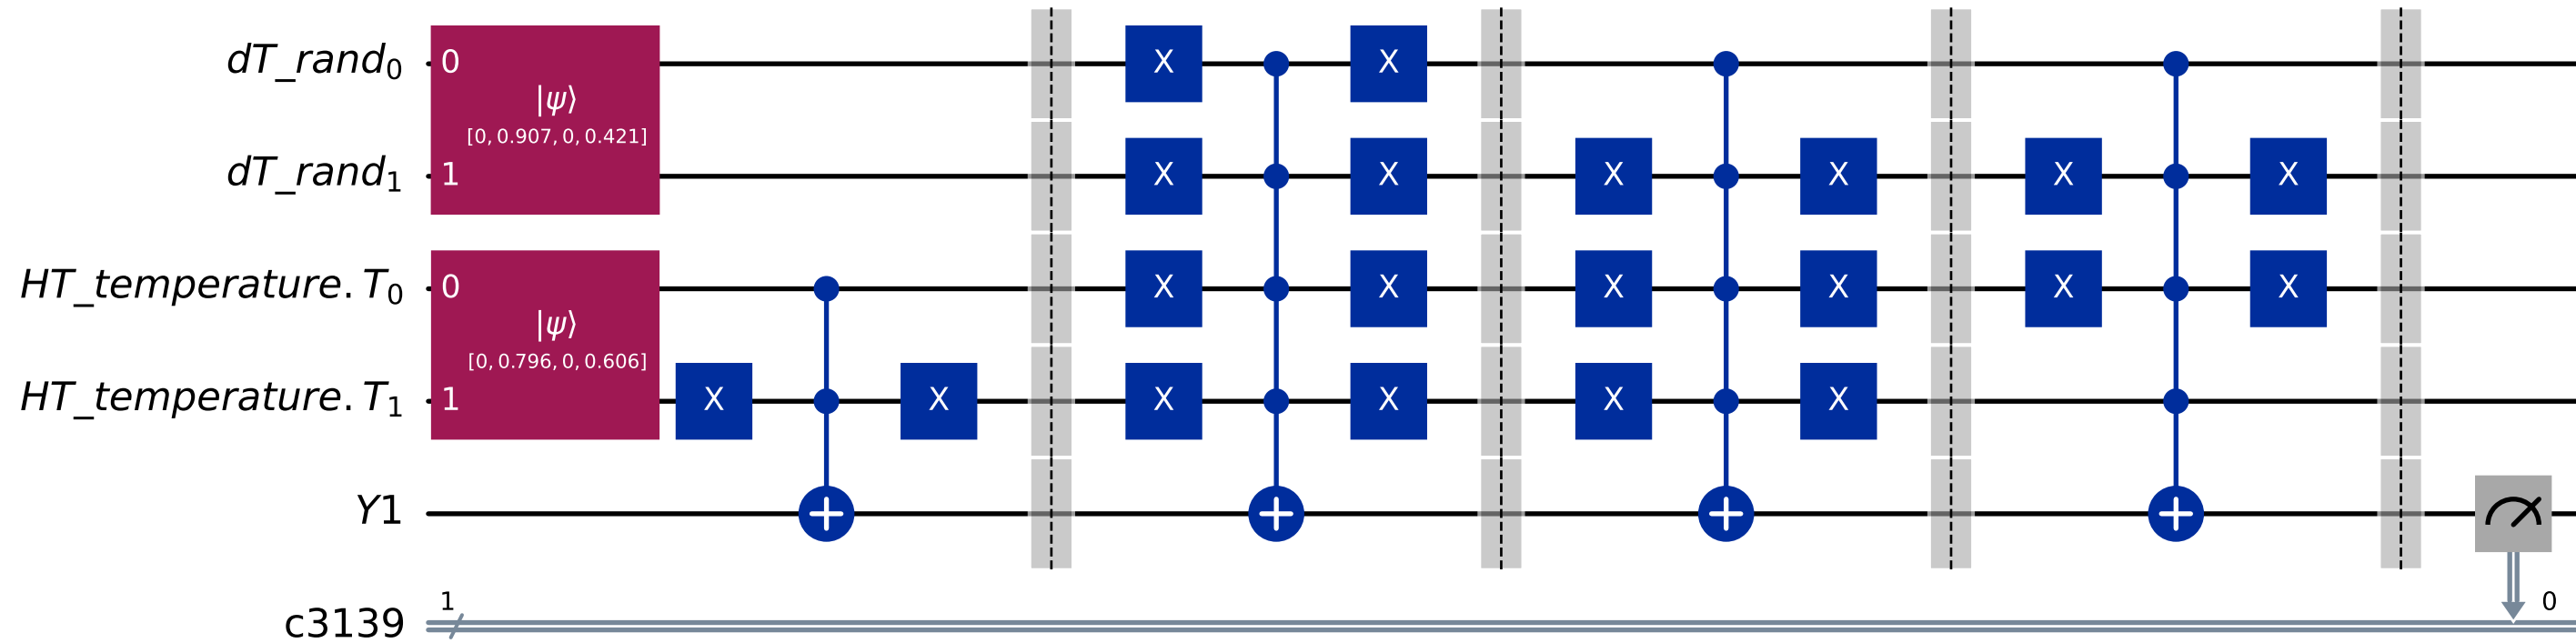 dT_rand0 0 |ψ⟩ [0, 0.907, 0, 0.421] X X
dT_rand1 1 X X X X X X
HT_temperature.T0 0 |ψ⟩ [0, 0.796, 0, 0.606] X X X X X X
HT_temperature.T1 1 X X X X X X
Y1
c3139 1 0